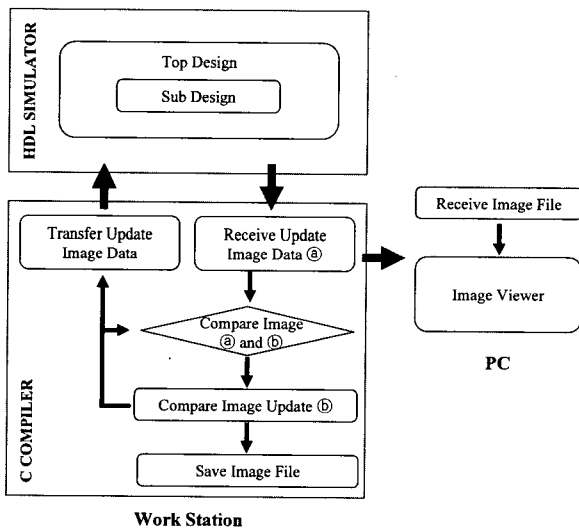 HDL SIMULATOR
Top Design
Sub Design
C COMPILER
Transfer Update
Image Data
Receive Update
Image Data ⓐ
Compare Image
ⓐ and ⓑ
Compare Image Update ⓑ
Save Image File
Work Station
Receive Image File
Image Viewer
PC